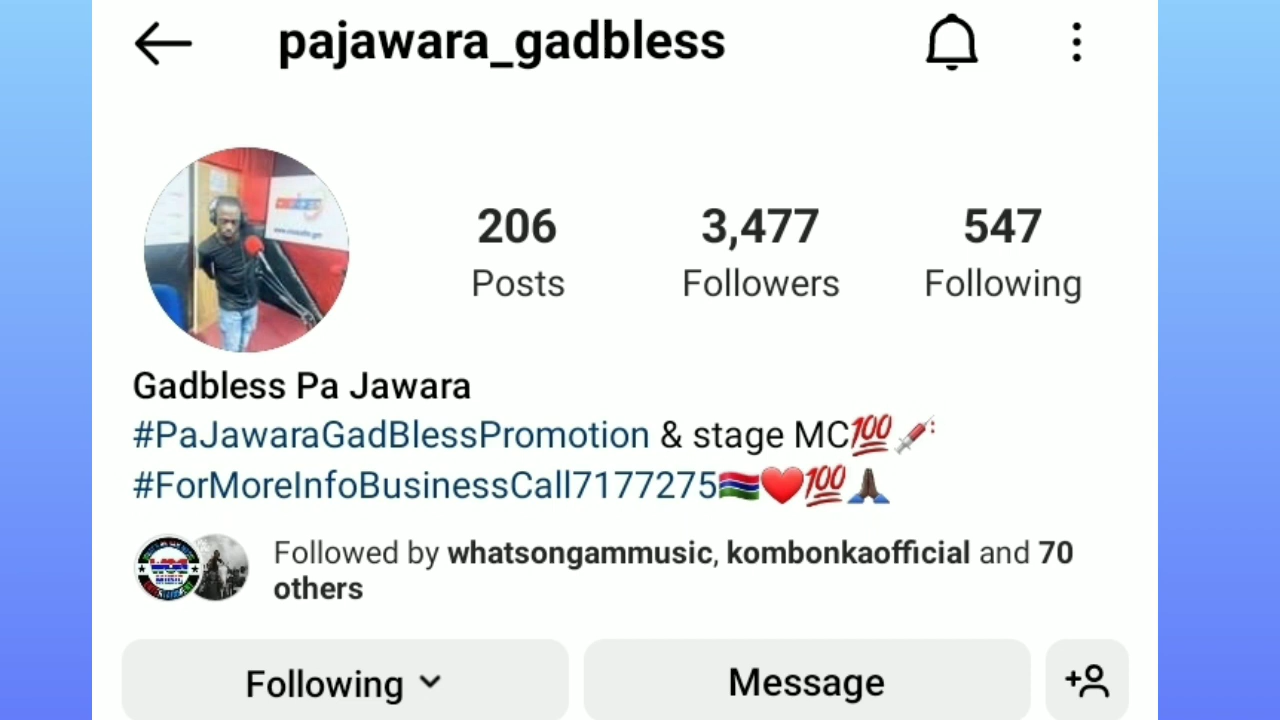 pajawara_gadbless
206
3,477
547
Posts
Followers
Following
Gadbless Pa Jawara
#PaJawaraGadBlessPromotion & stage MC💯💉
#ForMoreInfoBusinessCall7177275🇬🇲❤️💯🙏🏿
Followed by whatsongammusic, kombonkaofficial and 70
others
Following
Message